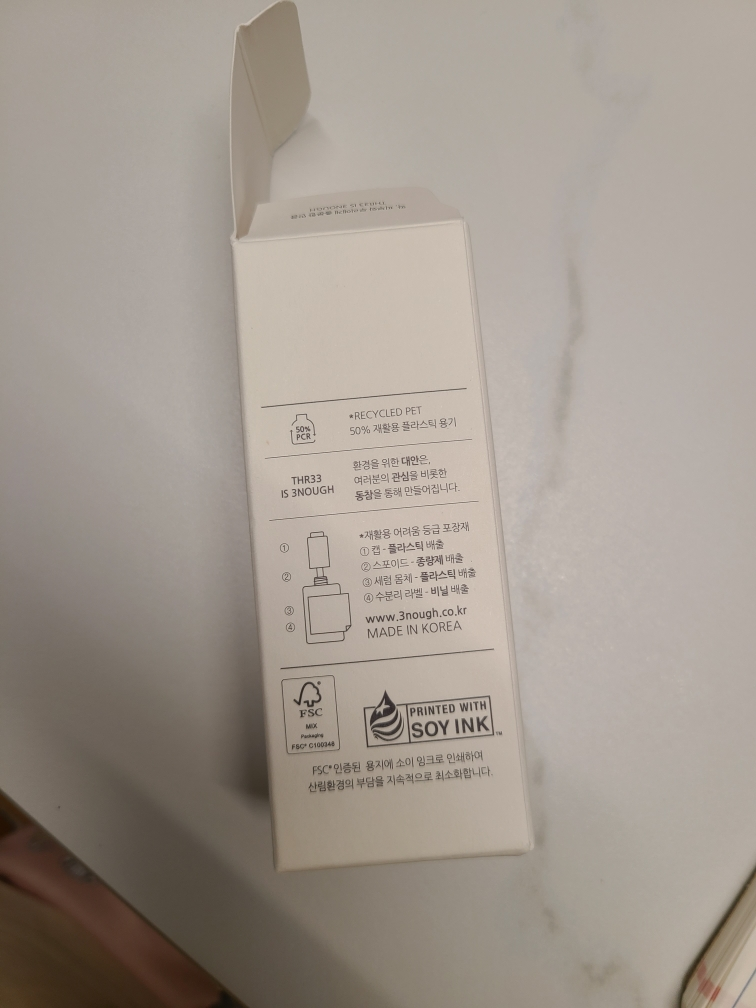 THR33 IS 3NOUGH
50%
PCR
*RECYCLED PET
50% 재활용 플라스틱 용기
THR33
IS 3NOUGH
환경을 위한 대안은,
여러분의 관심을 비롯한
동참을 통해 만들어집니다.
*재활용 어려움 등급 포장재
① 캡 - 플라스틱 배출
② 스포이드 - 종량제 배출
③ 세럼 몸체 - 플라스틱 배출
④ 수분리 라벨 - 비닐 배출
①
②
③
④
www.3nough.co.kr
MADE IN KOREA
FSC
MIX
Packaging
FSC® C100348
PRINTED WITH
SOY INK™
FSC®인증된 용지에 소이 잉크로 인쇄하여
산림환경의 부담을 지속적으로 최소화합니다.